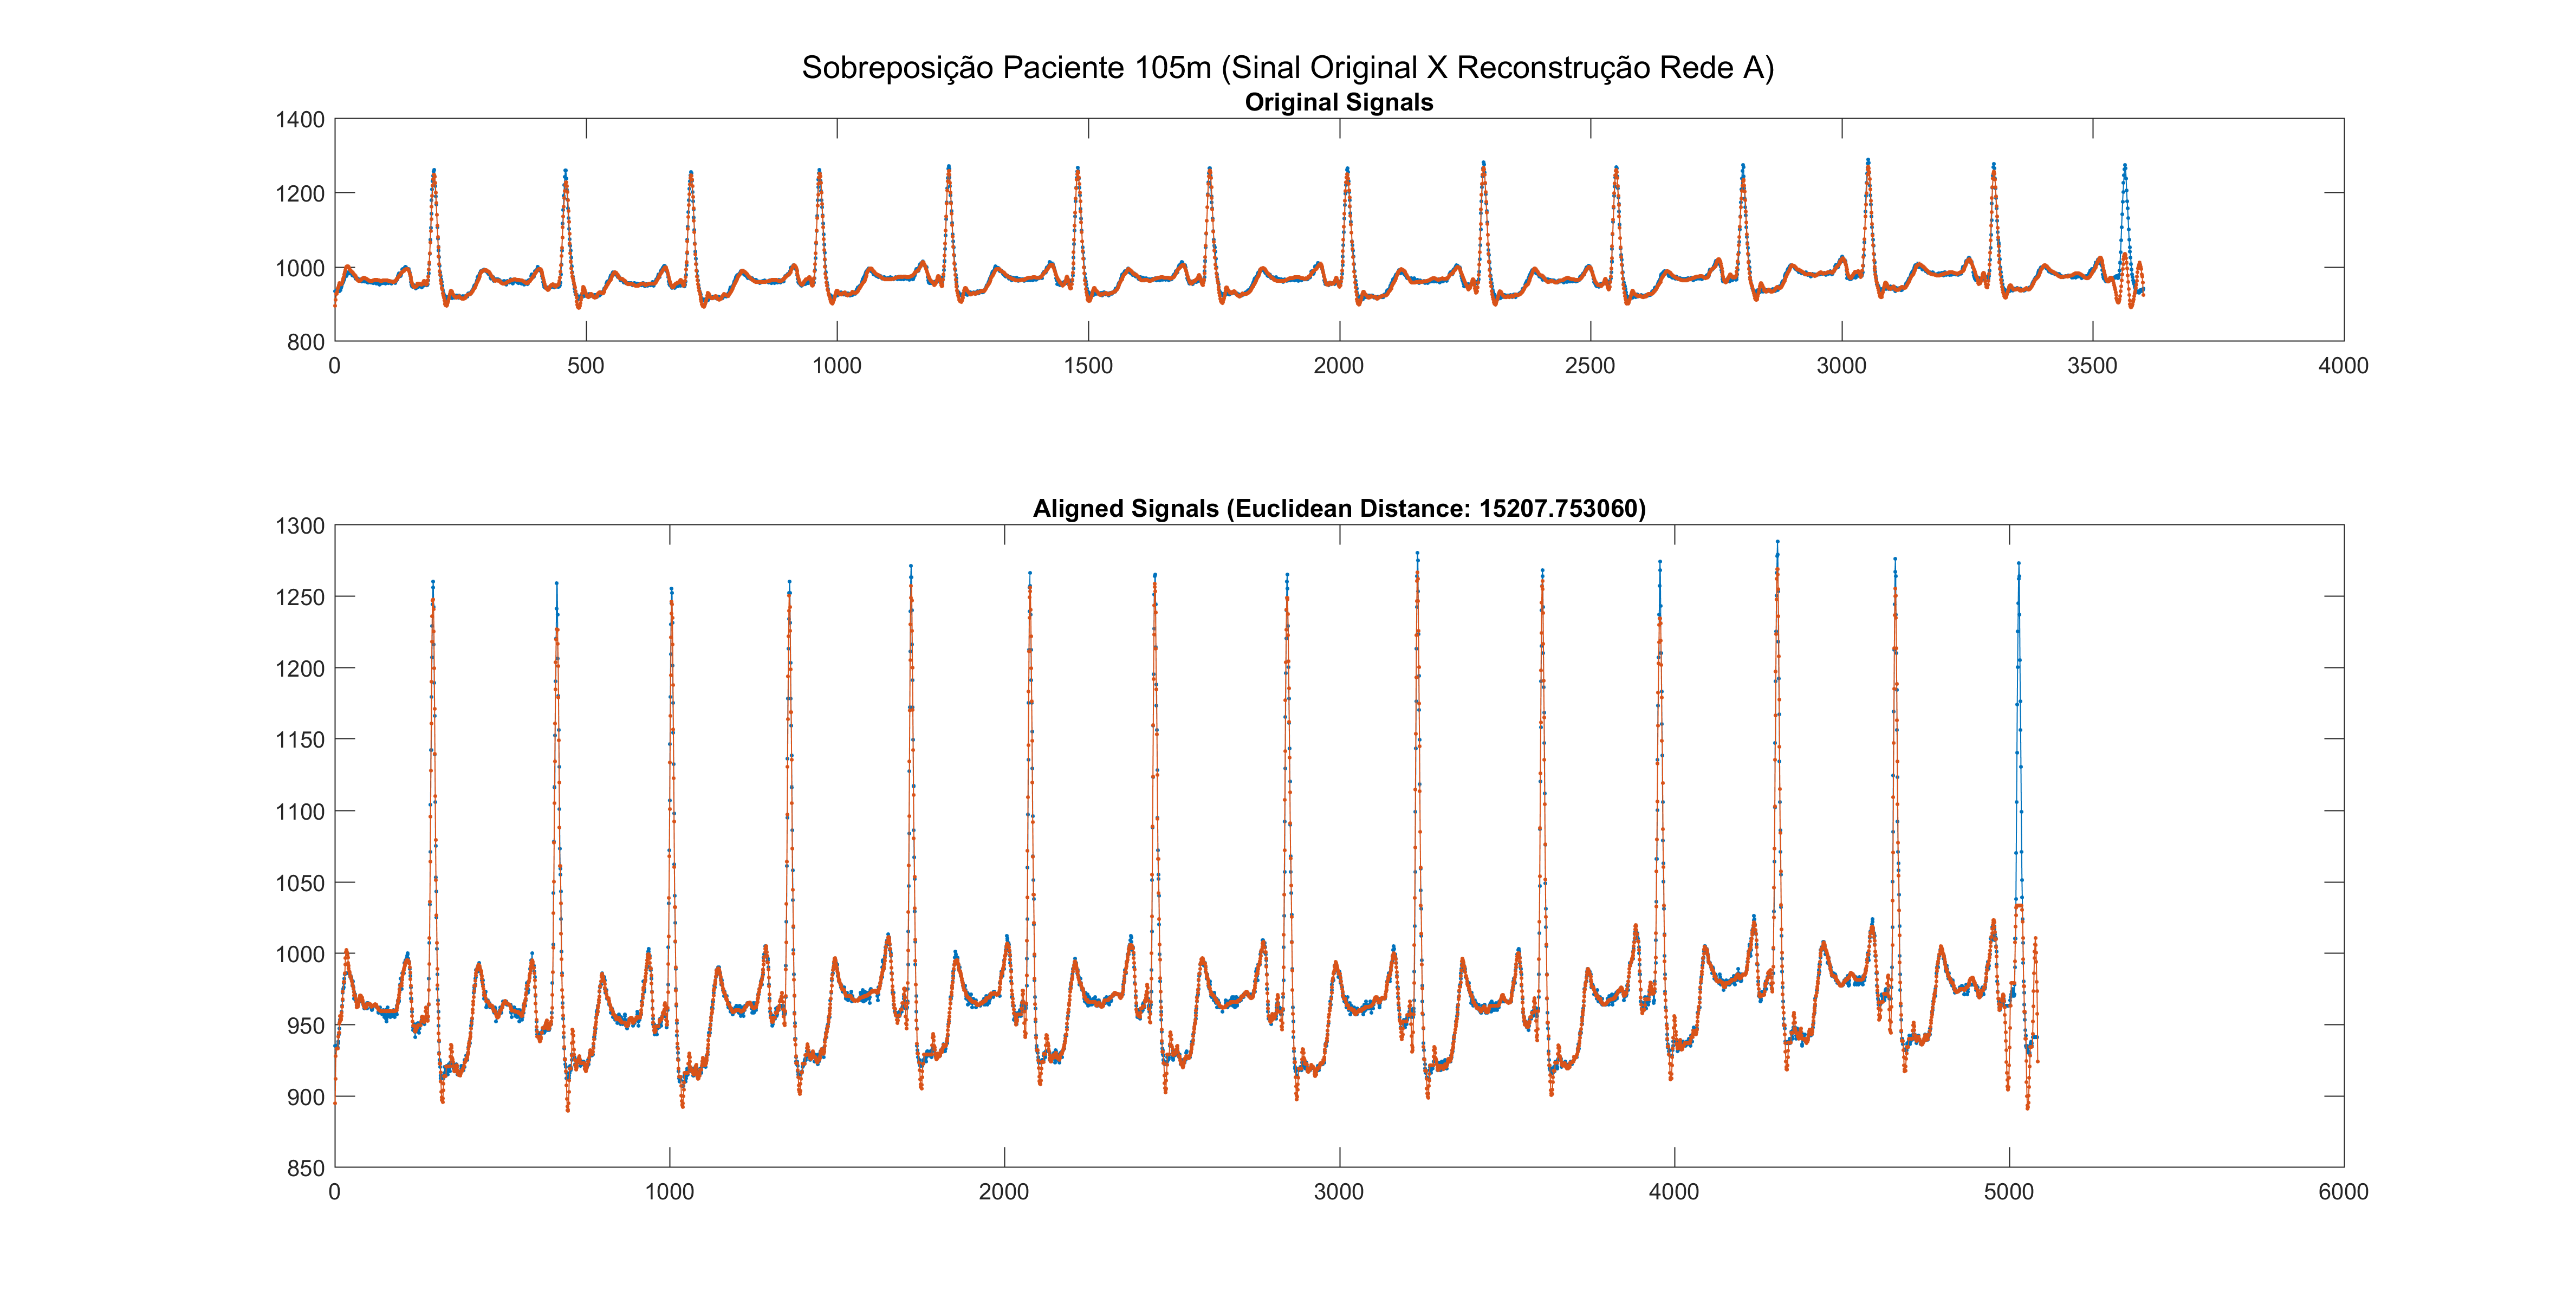 Sobreposição Paciente 105m (Sinal Original X Reconstrução Rede A)
Original Signals
1400
1200
1000
800
0 500 1000 1500 2000 2500 3000 3500 4000
Aligned Signals (Euclidean Distance: 15207.753060)
1300
1250
1200
1150
1100
1050
1000
950
900
850
0 1000 2000 3000 4000 5000 6000